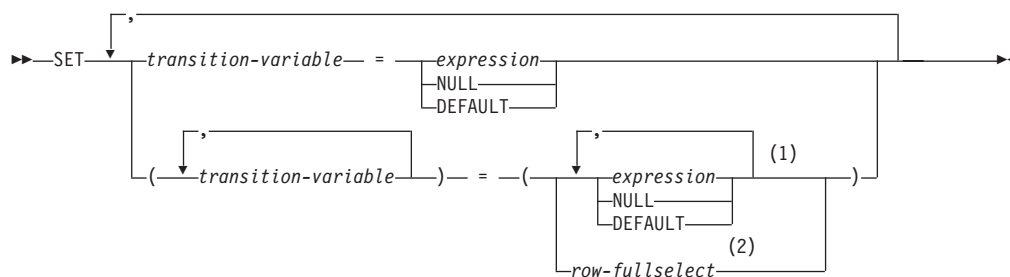 ,
SET transition-variable = expression
NULL
DEFAULT
, , (1)
( transition-variable ) = ( expression )
NULL
DEFAULT
(2)
row-fullselect